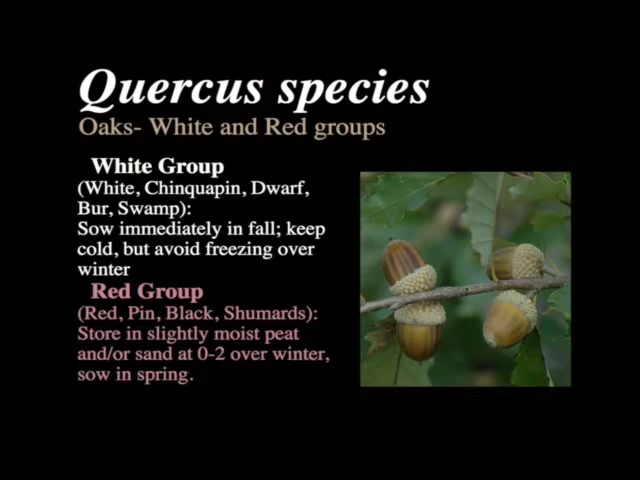 Quercus species
Oaks- White and Red groups
White Group
(White, Chinquapin, Dwarf,
Bur, Swamp):
Sow immediately in fall; keep
cold, but avoid freezing over
winter
Red Group
(Red, Pin, Black, Shumards):
Store in slightly moist peat
and/or sand at 0-2 over winter,
sow in spring.